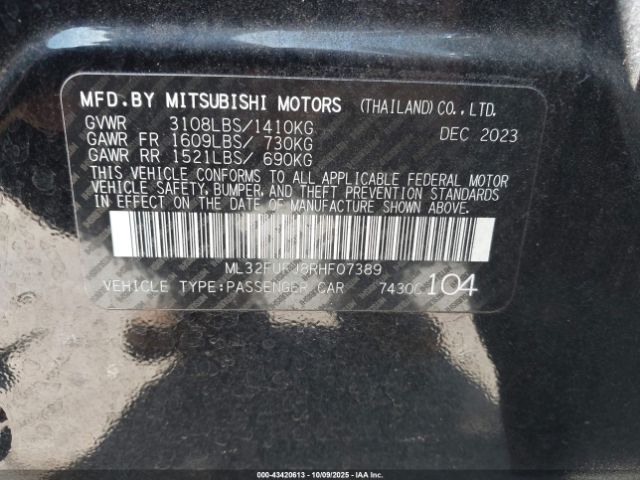 MFD.BY MITSUBISHI MOTORS (THAILAND)CO.,LTD.
GVWR 3108LBS/1410KG DEC 2023
GAWR FR 1609LBS/ 730KG
GAWR RR 1521LBS/ 690KG
THIS VEHICLE CONFORMS TO ALL APPLICABLE FEDERAL MOTOR
VEHICLE SAFETY, BUMPER, AND THEFT PREVENTION STANDARDS
IN EFFECT ON THE DATE OF MANUFACTURE SHOWN ABOVE.
VEHICLE TYPE:PASSENGER CAR 7430C 104
000-43420613 - 10/09/2025 - © IAA Inc.